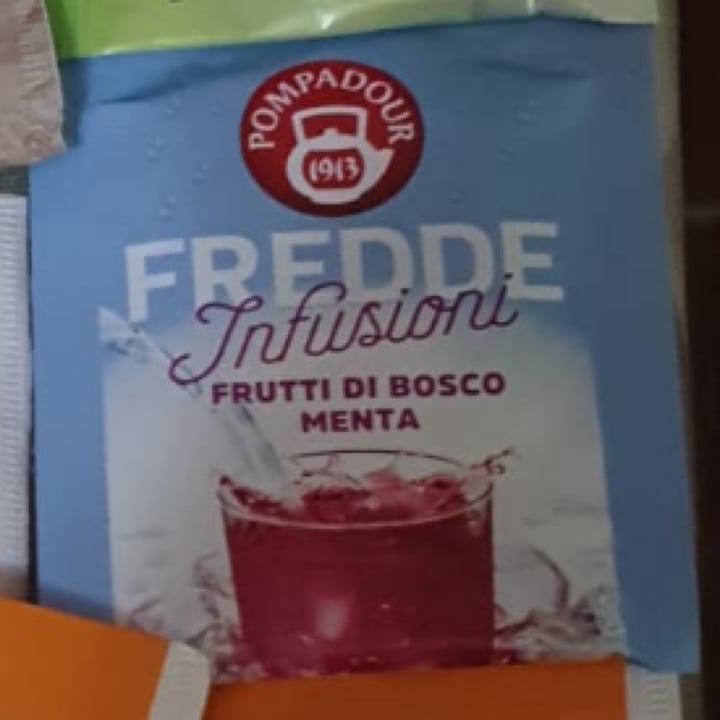 POMPADOUR
1913
FREDDE
Infusioni
FRUTTI DI BOSCO
MENTA